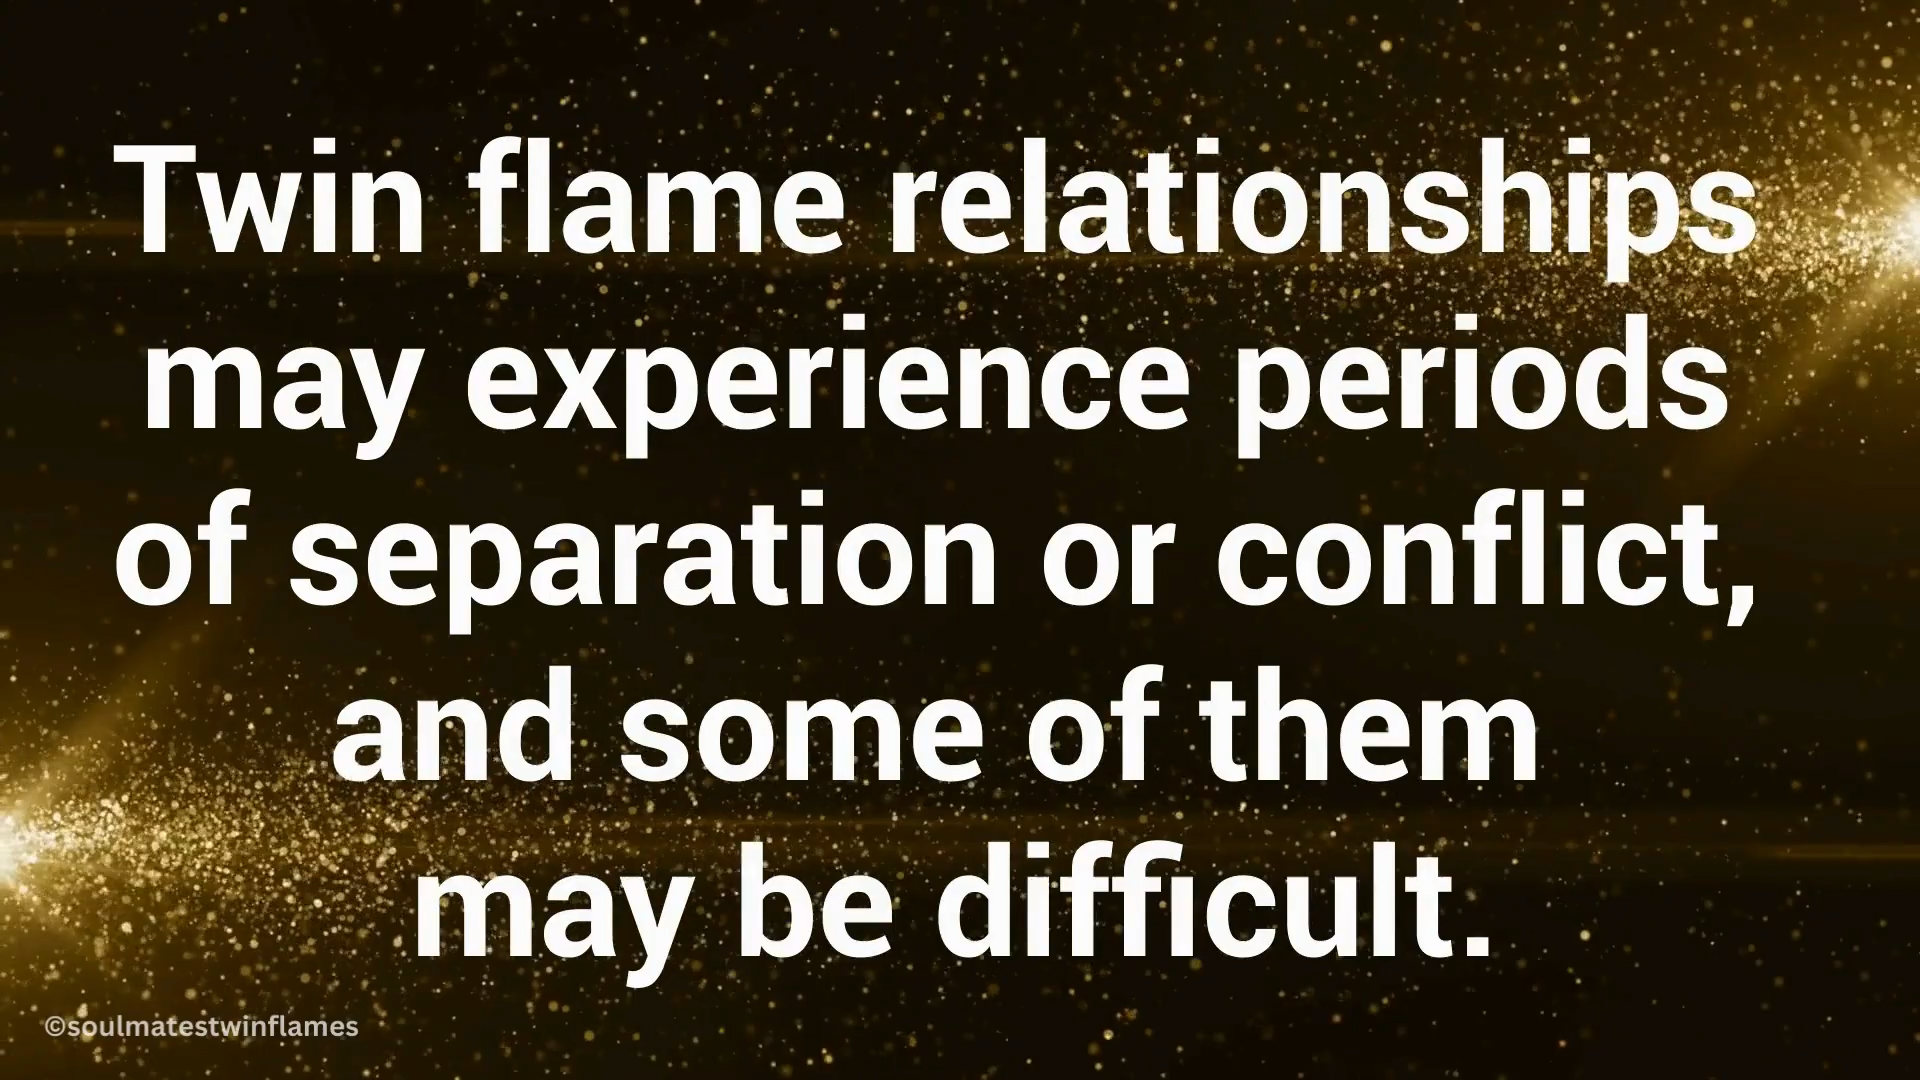 Twin flame relationships
may experience periods
of separation or conflict,
and some of them
may be difficult.
©soulmatestwinflames